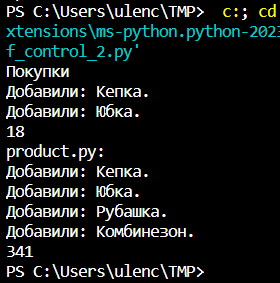 PS C:\Users\ulenc\TMP>  c:; cd
xtensions\ms-python.python-202
f_control_2.py'
Покупки
Добавили: Кепка.
Добавили: Юбка.
18
product.py:
Добавили: Кепка.
Добавили: Юбка.
Добавили: Рубашка.
Добавили: Комбинезон.
341
PS C:\Users\ulenc\TMP>